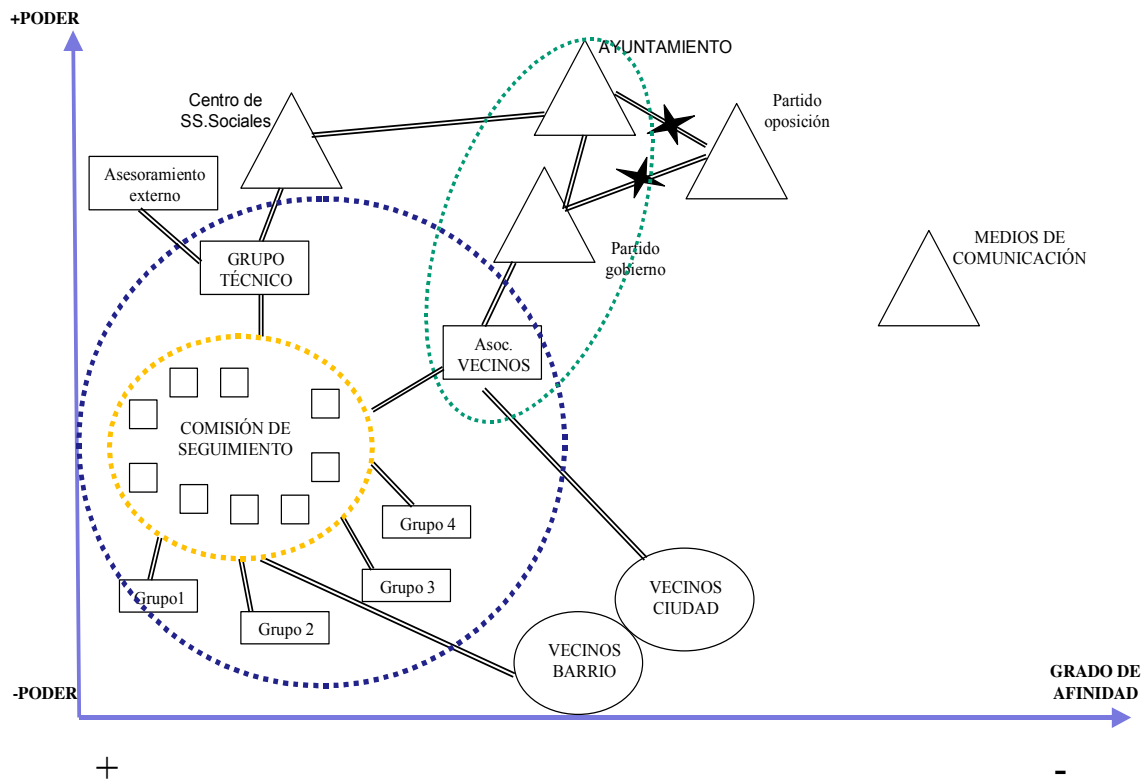 +PODER
AYUNTAMIENTO
Centro de
SS.Sociales
Partido
oposición
Asesoramiento
externo
GRUPO
TÉCNICO
Partido
gobierno
MEDIOS DE
COMUNICACIÓN
Asoc.
VECINOS
COMISIÓN DE
SEGUIMIENTO
Grupo 4
Grupo 3
Grupo1
Grupo 2
VECINOS
CIUDAD
VECINOS
BARRIO
-PODER
GRADO DE
AFINIDAD
+
-